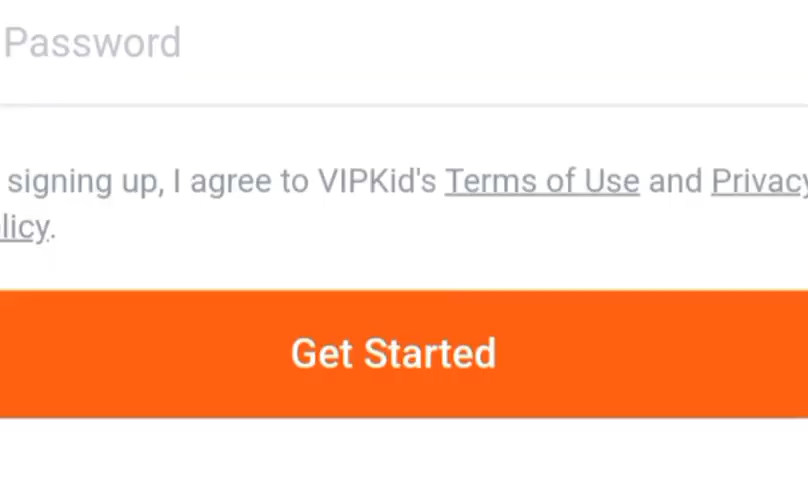 Password
signing up, I agree to VIPKid's Terms of Use and Privacy
licy.
Get Started